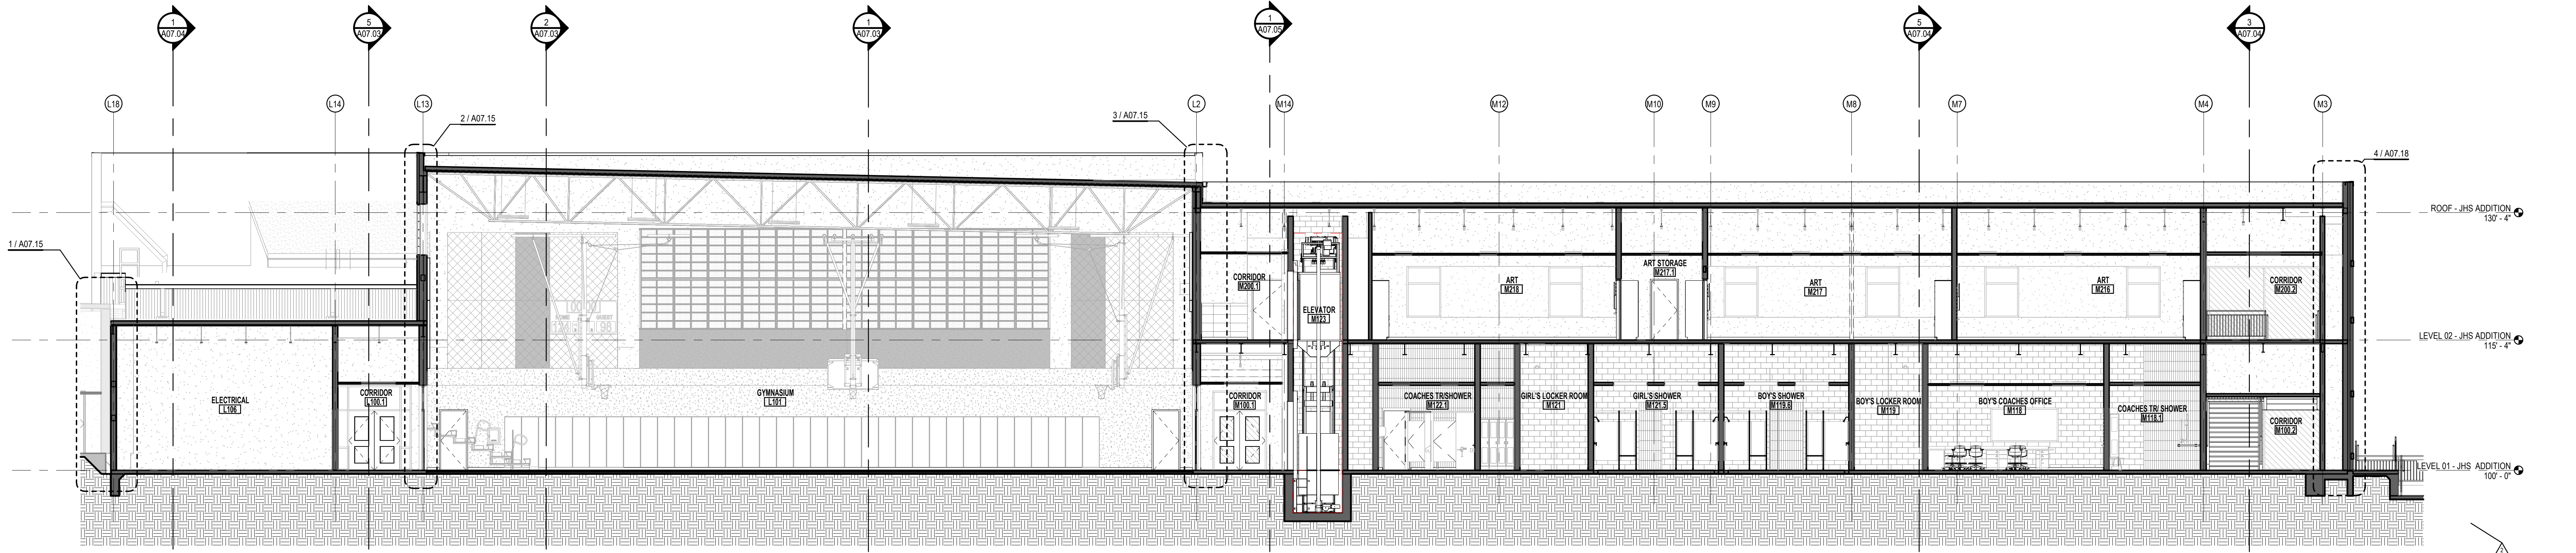 1
A07.04
5
A07.03
2
A07.03
1
A07.03
1
A07.05
5
A07.04
3
A07.04
L18
L14
L13
L2
M14
M12
M10
M9
M8
M7
M4
M3
2 / A07.15
3 / A07.15
4 / A07.18
1 / A07.15
ROOF - JHS ADDITION
130' - 4"
LEVEL 02 - JHS ADDITION
115' - 4"
LEVEL 01 - JHS ADDITION
100' - 0"
CORRIDOR
M200.1
ELEVATOR
M123
ART
M218
ART STORAGE
M217.1
ART
M217
ART
M216
CORRIDOR
M200.2
HOME
GUEST
ELECTRICAL
L106
CORRIDOR
L100.1
GYMNASIUM
L101
CORRIDOR
M100.1
COACHES TR/SHOWER
M122.1
GIRL'S LOCKER ROOM
M121
GIRL'S SHOWER
M121.5
BOY'S SHOWER
M119.6
BOY'S LOCKER ROOM
M119
BOY'S COACHES OFFICE
M118
COACHES TR/ SHOWER
M118.1
CORRIDOR
M100.2